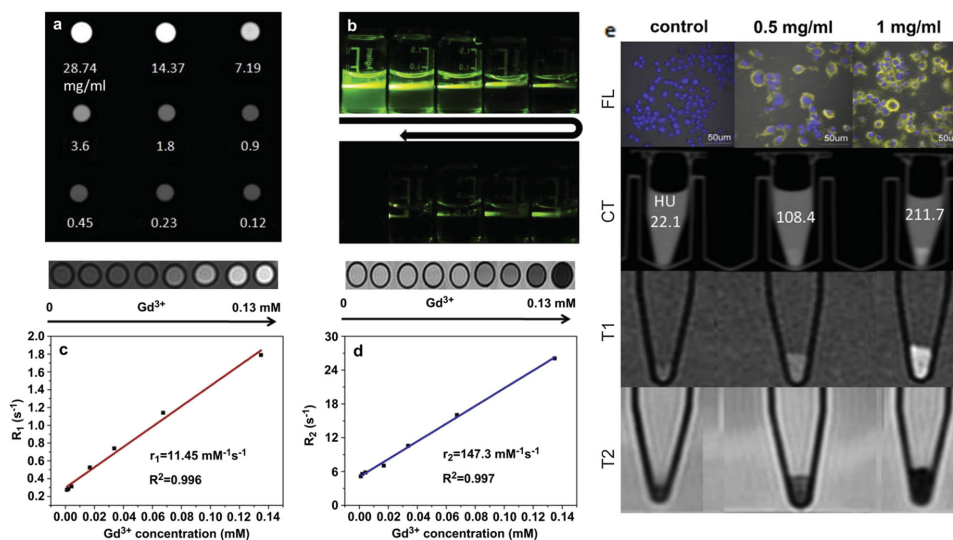 a
28.74
mg/ml
14.37
7.19
3.6
1.8
0.9
0.45
0.23
0.12
b
0
Gd³⁺
0.13 mM
0
Gd³⁺
0.13 mM
c
R₁ (s⁻¹)
2.0
1.8
1.6
1.4
1.2
1.0
0.8
0.6
0.4
0.2
r₁=11.45 mM⁻¹s⁻¹
R²=0.996
0.00 0.02 0.04 0.06 0.08 0.10 0.12 0.14
Gd³⁺ concentration (mM)
d
R₂ (s⁻¹)
30
24
18
12
6
0
r₂=147.3 mM⁻¹s⁻¹
R²=0.997
0.00 0.02 0.04 0.06 0.08 0.10 0.12 0.14
Gd³⁺ concentration (mM)
e
control
0.5 mg/ml
1 mg/ml
FL
50um
50um
50um
CT
HU
22.1
108.4
211.7
T1
T2